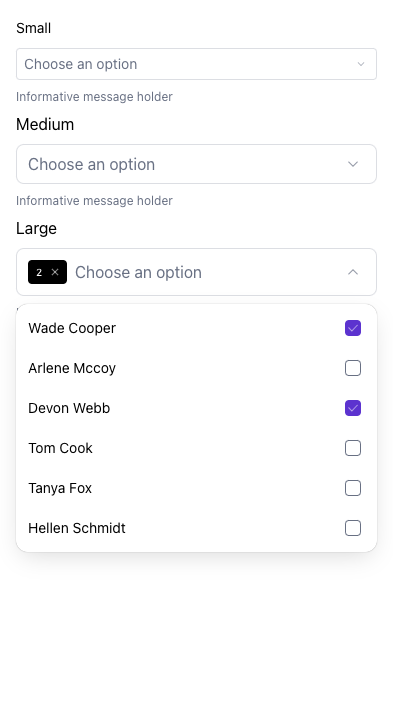 Small
Choose an option
Informative message holder
Medium
Choose an option
Informative message holder
Large
2 Choose an option
Wade Cooper
Arlene Mccoy
Devon Webb
Tom Cook
Tanya Fox
Hellen Schmidt